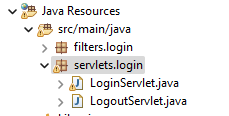 Java Resources
src/main/java
filters.login
servlets.login
LoginServlet.java
LogoutServlet.java